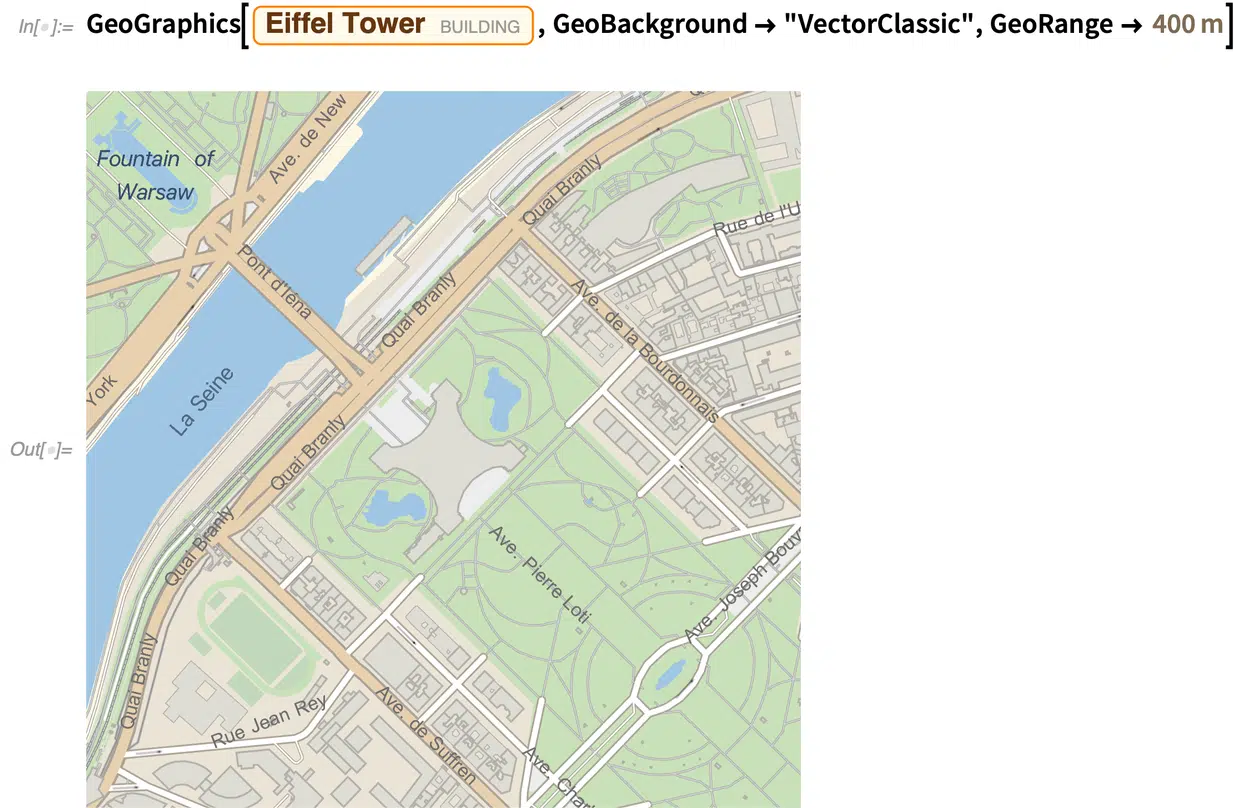 In[•]:= GeoGraphics[Eiffel Tower BUILDING, GeoBackground → "VectorClassic", GeoRange → 400 m]
Out[•]=
Ave. de New
Fountain of
Warsaw
Quai Branly
Rue de l'U
Pont d'Iéna
Quai Branly
Ave. de la Bourdonnais
York
La Seine
Quai Branly
Quai Branly
Ave. Pierre Loti
Ave. Joseph Bouv
Quai Branly
Rue Jean Rey
Ave. de Suffren
Ave. Char